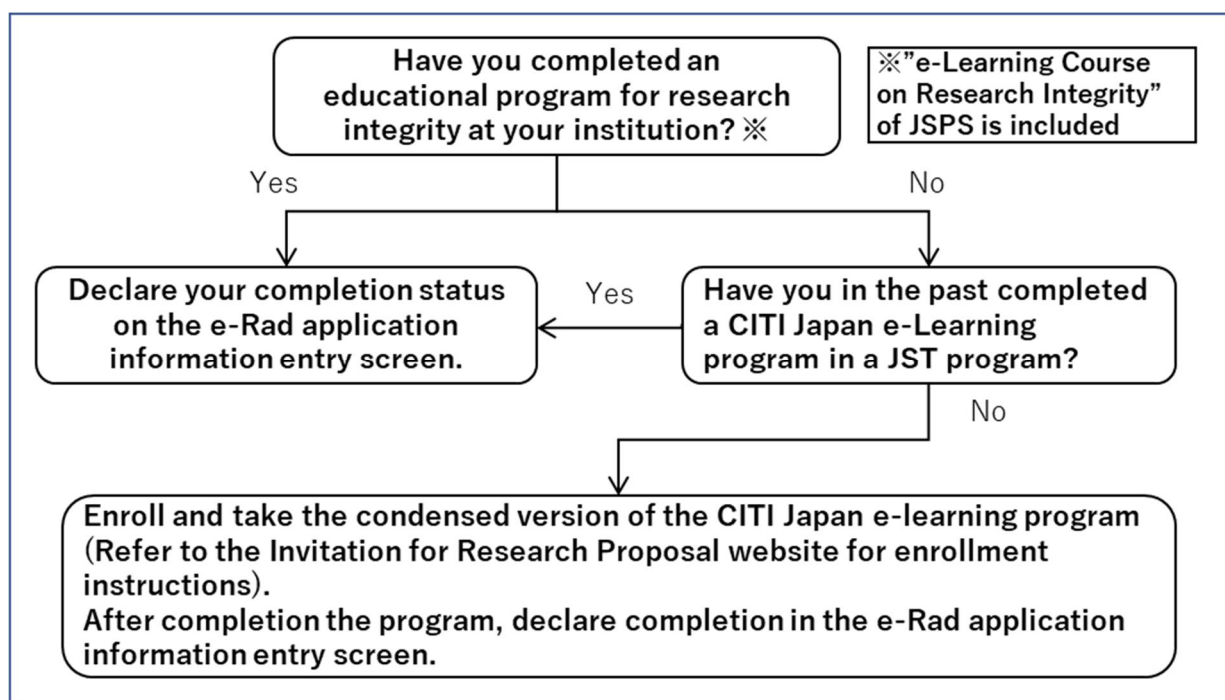 Have you completed an
educational program for research
integrity at your institution? ※
※”e-Learning Course
on Research Integrity”
of JSPS is included
Yes
No
Declare your completion status
on the e-Rad application
information entry screen.
Yes
Have you in the past completed
a CITI Japan e-Learning
program in a JST program?
No
Enroll and take the condensed version of the CITI Japan e-learning program
(Refer to the Invitation for Research Proposal website for enrollment
instructions).
After completion the program, declare completion in the e-Rad application
information entry screen.